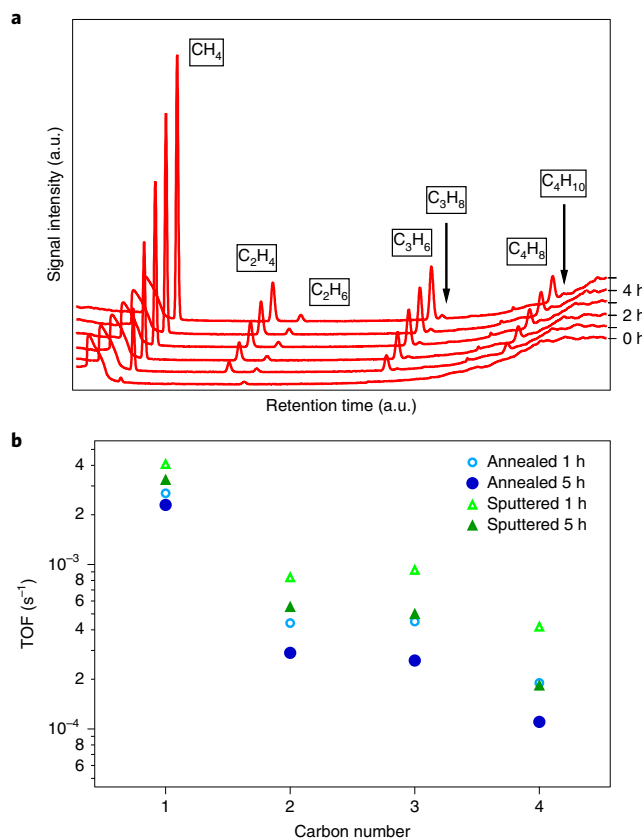 a
CH₄
C₂H₄
C₂H₆
C₃H₆
C₃H₈
C₄H₈
C₄H₁₀
4 h
2 h
0 h
Signal intensity (a.u.)
Retention time (a.u.)
b
Annealed 1 h
Annealed 5 h
Sputtered 1 h
Sputtered 5 h
4
2
10⁻³
8
6
4
2
10⁻⁴
8
6
TOF (s⁻¹)
1 2 3 4
Carbon number